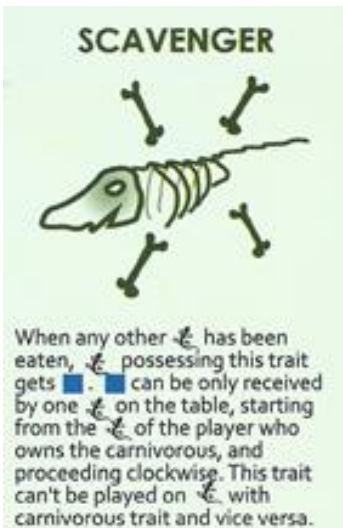 SCAVENGER
When any other has been
eaten, possessing this trait
gets . can be only received
by one on the table, starting
from the of the player who
owns the carnivorous, and
proceeding clockwise. This trait
can't be played on with
carnivorous trait and vice versa.